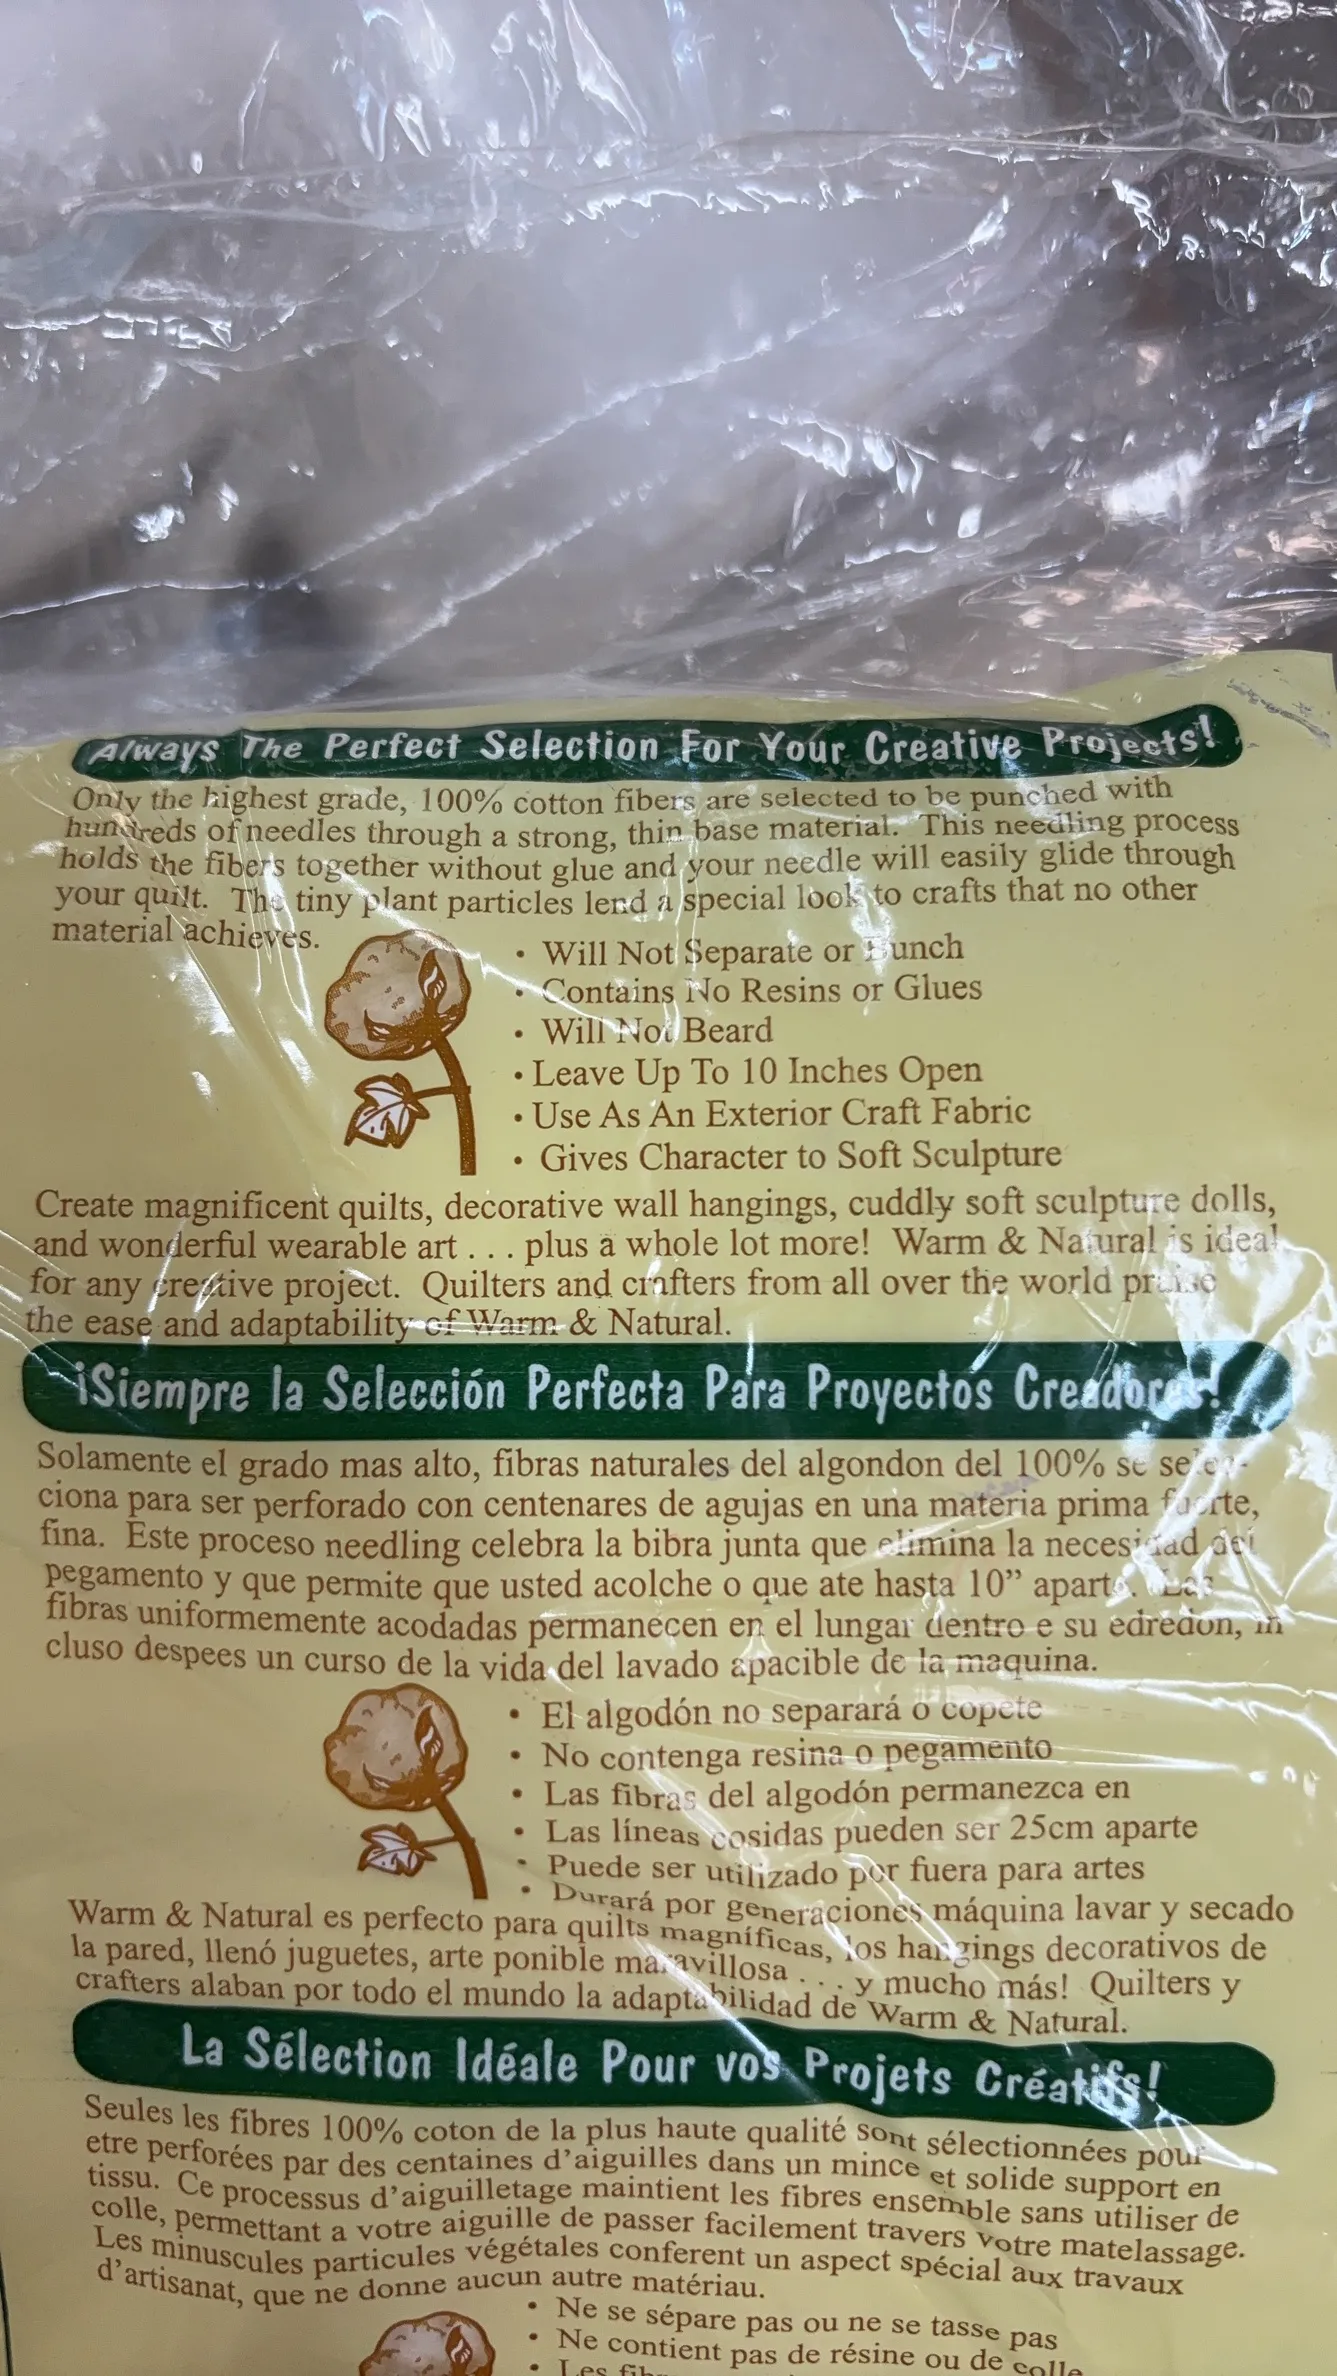 Always The Perfect Selection For Your Creative Projects!
Only the highest grade, 100% cotton fibers are selected to be punched with
hundreds of needles through a strong, thin base material. This needling process
holds the fibers together without glue and your needle will easily glide through
your quilt. The tiny plant particles lend a special look to crafts that no other
material achieves.
• Will Not Separate or Bunch
• Contains No Resins or Glues
• Will Not Beard
• Leave Up To 10 Inches Open
• Use As An Exterior Craft Fabric
• Gives Character to Soft Sculpture
Create magnificent quilts, decorative wall hangings, cuddly soft sculpture dolls,
and wonderful wearable art . . . plus a whole lot more! Warm & Natural is ideal
for any creative project. Quilters and crafters from all over the world praise
the ease and adaptability of Warm & Natural.
¡Siempre la Selección Perfecta Para Proyectos Creadores!
Solamente el grado mas alto, fibras naturales del algondon del 100% se selec-
ciona para ser perforado con centenares de agujas en una materia prima fuerte,
fina. Este proceso needling celebra la bibra junta que elimina la necesidad del
pegamento y que permite que usted acolche o que ate hasta 10” aparte. Las
fibras uniformemente acodadas permanecen en el lungar dentro e su edredon, in
cluso despees un curso de la vida del lavado apacible de la maquina.
• El algodón no separará o copete
• No contenga resina o pegamento
• Las fibras del algodón permanezca en
• Las líneas cosidas pueden ser 25cm aparte
• Puede ser utilizado por fuera para artes
• Durará por generaciones máquina lavar y secado
Warm & Natural es perfecto para quilts magníficas, los hangings decorativos de
la pared, llenó juguetes, arte ponible maravillosa . . . y mucho más! Quilters y
crafters alaban por todo el mundo la adaptabilidad de Warm & Natural.
La Sélection Idéale Pour vos Projets Créatifs!
Seules les fibres 100% coton de la plus haute qualité sont sélectionnées pour
etre perforées par des centaines d’aiguilles dans un mince et solide support en
tissu. Ce processus d’aiguilletage maintient les fibres ensemble sans utiliser de
colle, permettant a votre aiguille de passer facilement travers votre matelassage.
Les minuscules particules végétales conferent un aspect spécial aux travaux
d’artisanat, que ne donne aucun autre matériau.
• Ne se sépare pas ou ne se tasse pas
• Ne contient pas de résine ou de colle
• Les